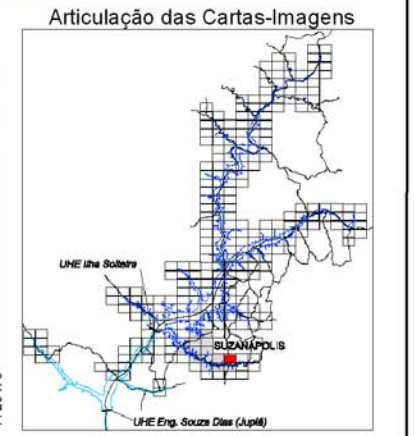 Articulação das Cartas-Imagens
UHE Ilha Solteira
SUZANÁPOLIS
UHE Eng. Souza Dias (Jupiá)